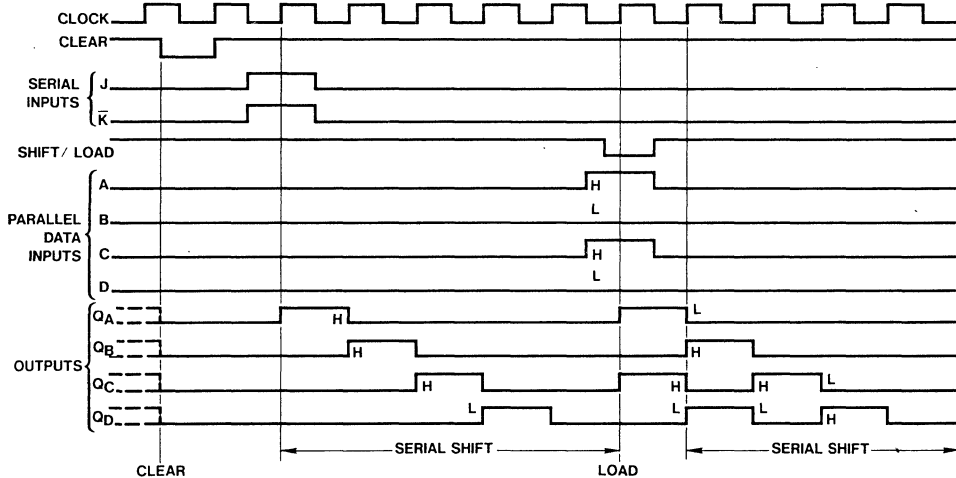 CLOCK
CLEAR
SERIAL INPUTS
J
K̅
SHIFT/ LOAD
PARALLEL DATA INPUTS
A H
L
B
C H
L
D
OUTPUTS
QA H L
QB H H
QC H H H L
QD L L L H
SERIAL SHIFT SERIAL SHIFT
CLEAR LOAD